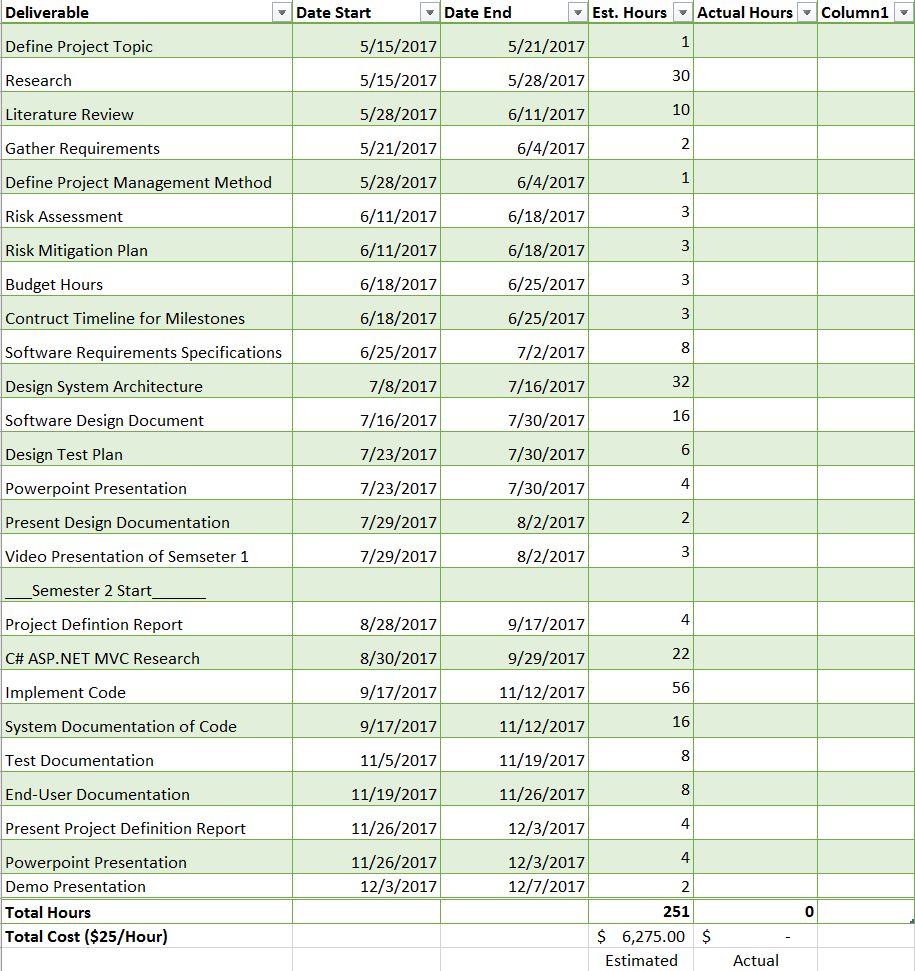 Deliverable Date Start Date End Est. Hours Actual Hours Column1
Define Project Topic 5/15/2017 5/21/2017 1
Research 5/15/2017 5/28/2017 30
Literature Review 5/28/2017 6/11/2017 10
Gather Requirements 5/21/2017 6/4/2017 2
Define Project Management Method 5/28/2017 6/4/2017 1
Risk Assessment 6/11/2017 6/18/2017 3
Risk Mitigation Plan 6/11/2017 6/18/2017 3
Budget Hours 6/18/2017 6/25/2017 3
Contruct Timeline for Milestones 6/18/2017 6/25/2017 3
Software Requirements Specifications 6/25/2017 7/2/2017 8
Design System Architecture 7/8/2017 7/16/2017 32
Software Design Document 7/16/2017 7/30/2017 16
Design Test Plan 7/23/2017 7/30/2017 6
Powerpoint Presentation 7/23/2017 7/30/2017 4
Present Design Documentation 7/29/2017 8/2/2017 2
Video Presentation of Semseter 1 7/29/2017 8/2/2017 3
___Semester 2 Start______
Project Defintion Report 8/28/2017 9/17/2017 4
C# ASP.NET MVC Research 8/30/2017 9/29/2017 22
Implement Code 9/17/2017 11/12/2017 56
System Documentation of Code 9/17/2017 11/12/2017 16
Test Documentation 11/5/2017 11/19/2017 8
End-User Documentation 11/19/2017 11/26/2017 8
Present Project Definition Report 11/26/2017 12/3/2017 4
Powerpoint Presentation 11/26/2017 12/3/2017 4
Demo Presentation 12/3/2017 12/7/2017 2
Total Hours 251 0
Total Cost ($25/Hour) $ 6,275.00 $ -
Estimated Actual